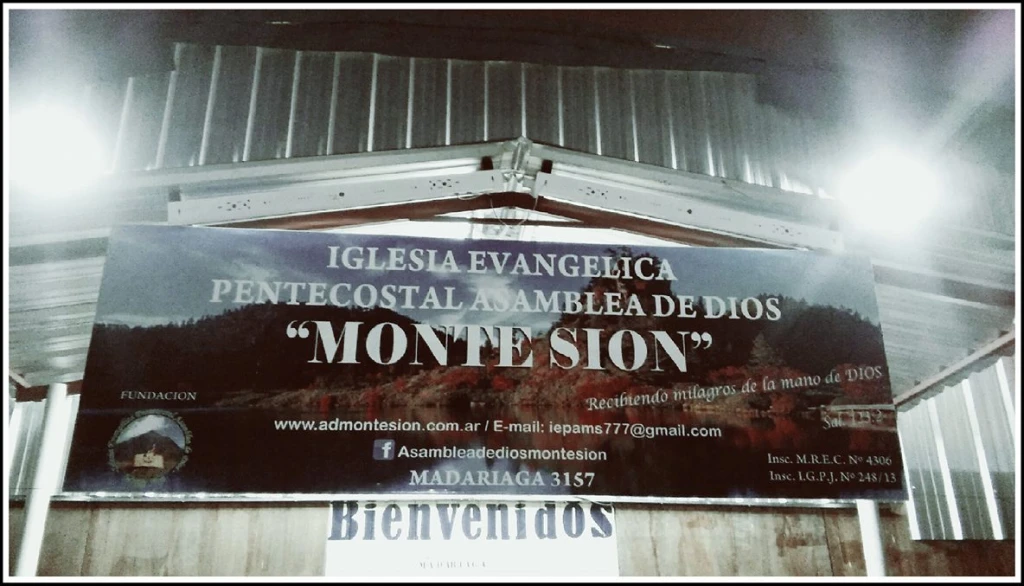 IGLESIA EVANGELICA
PENTECOSTAL ASAMBLEA DE DIOS
“MONTE SION”
Recibiendo milagros de la mano de DIOS
FUNDACION
www.admontesion.com.ar / E-mail: iepams777@gmail.com
Asambleadediosmontesion
MADARIAGA 3157
Insc. M.R.E.C. Nº 4306
Insc. I.G.P.J. Nº 248/13
Bienvenidos
MADARIAGA